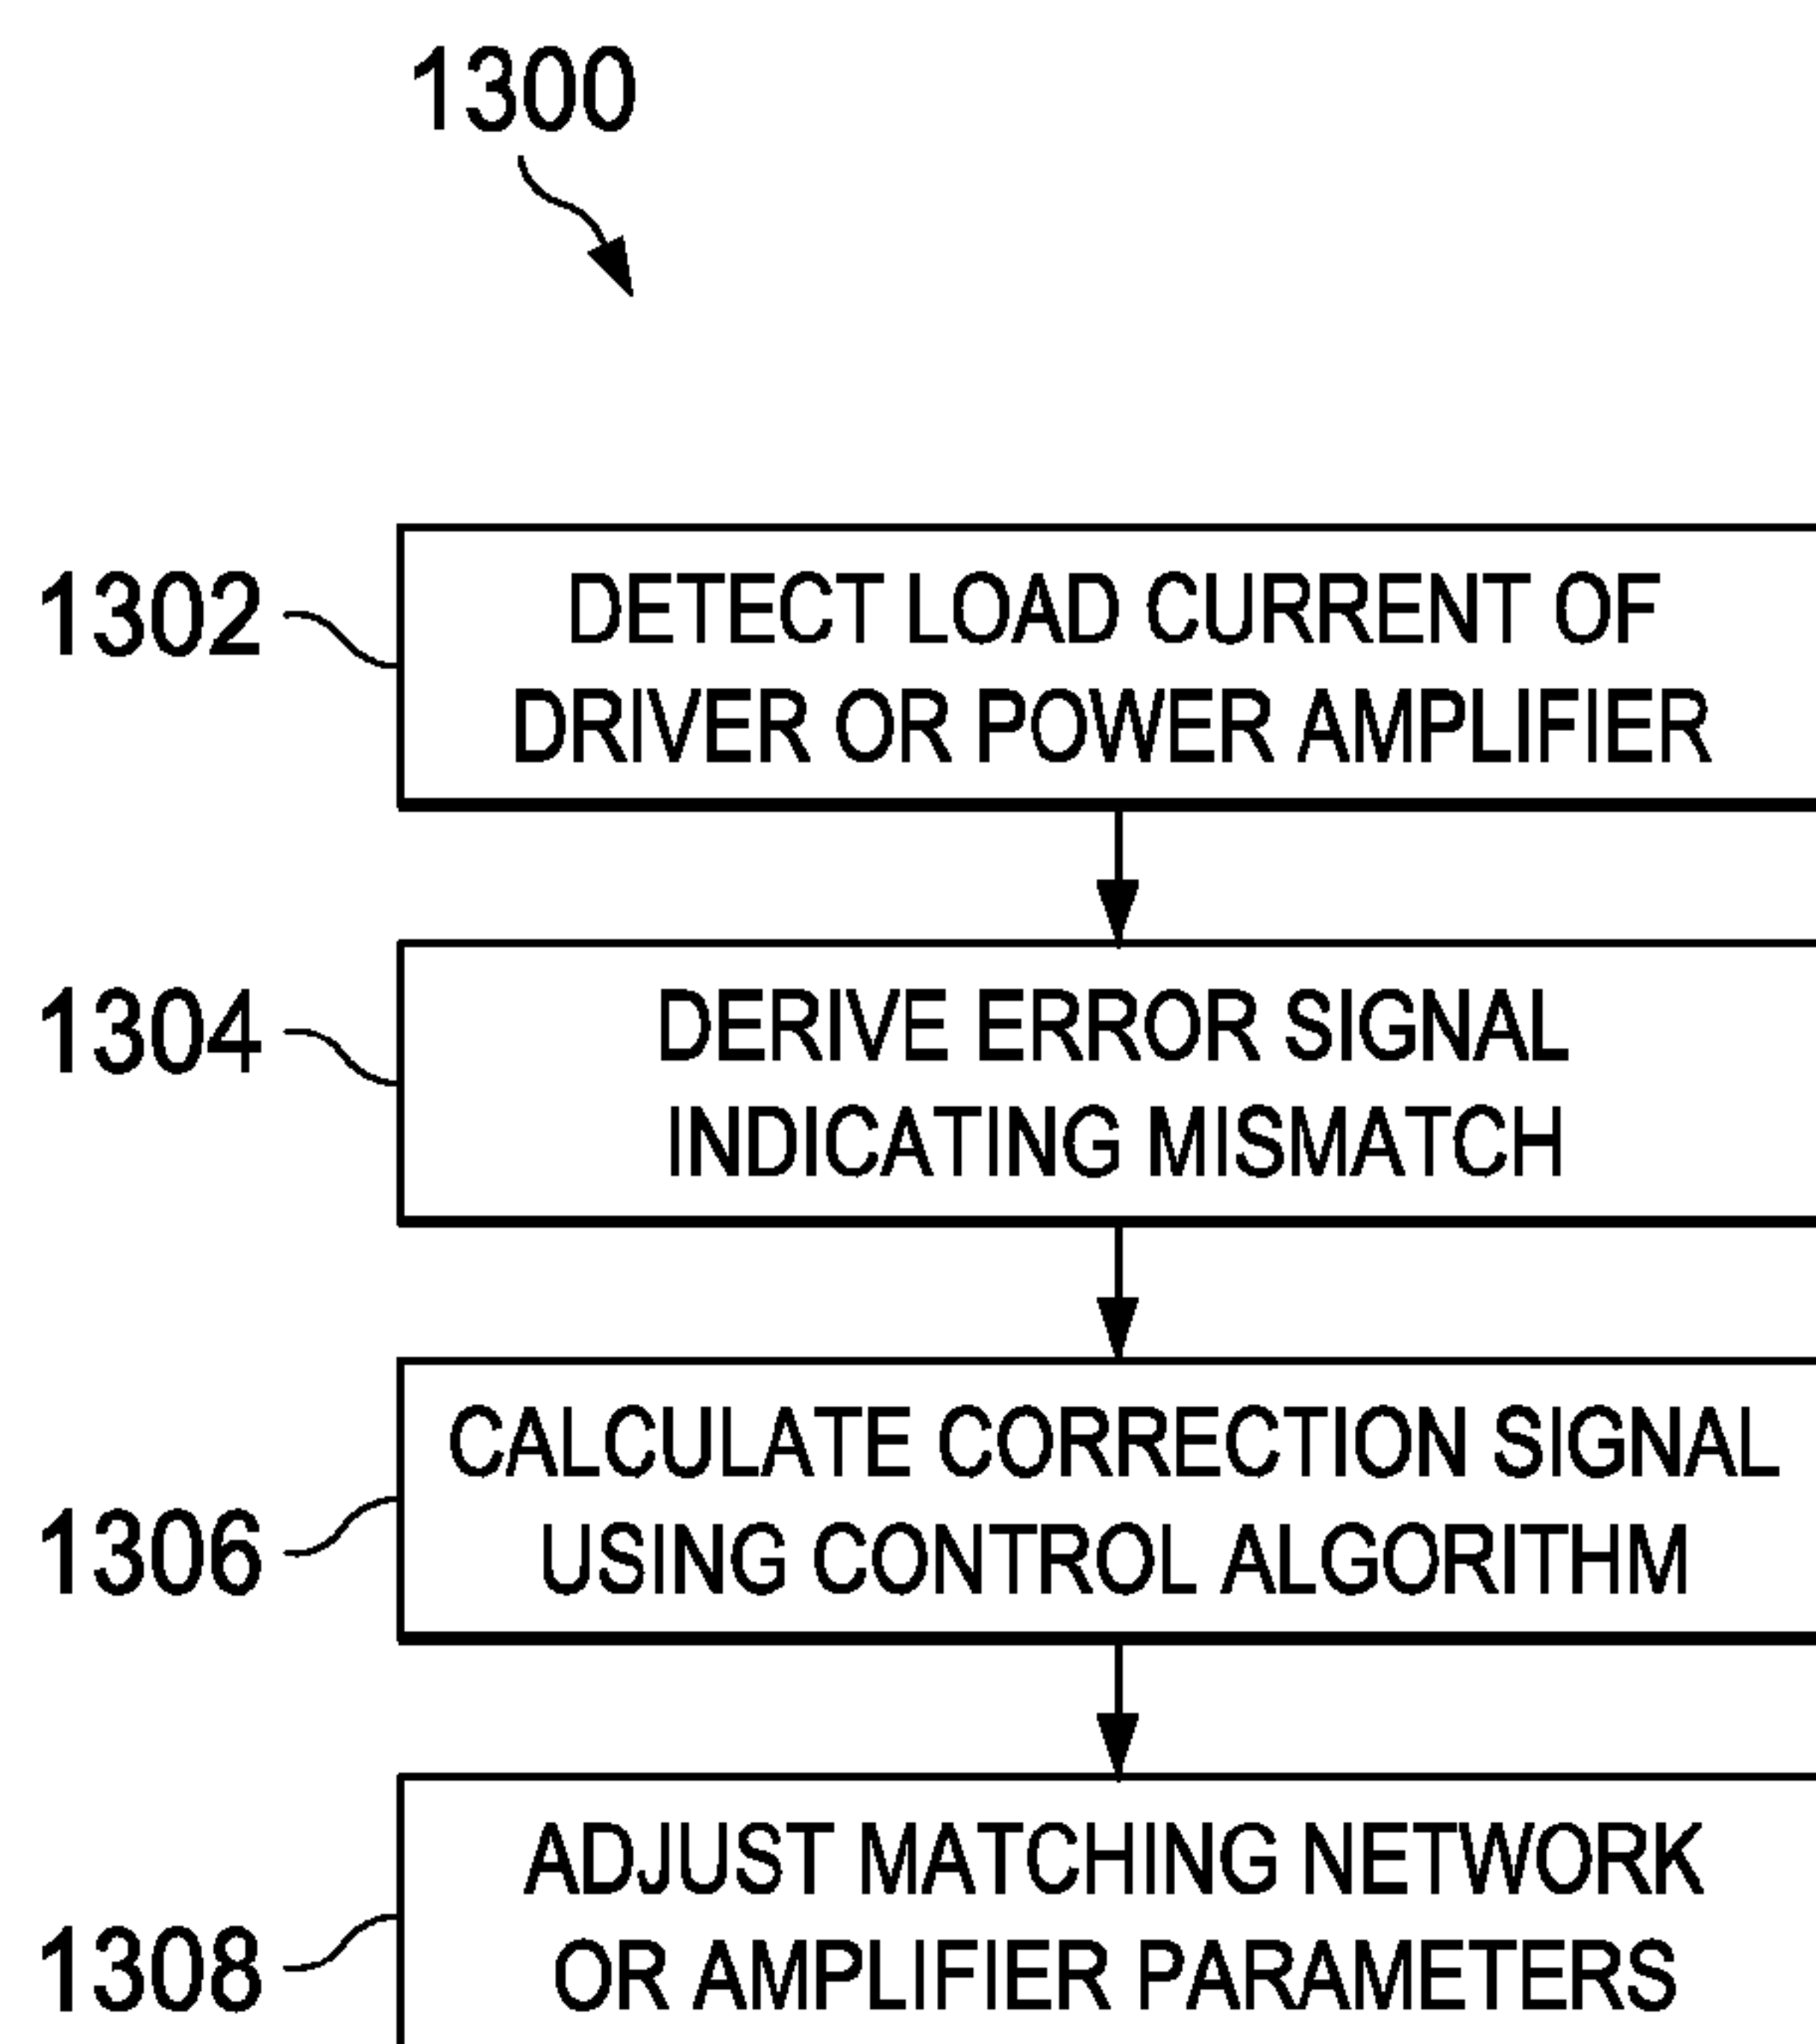 1300
1302
DETECT LOAD CURRENT OF
DRIVER OR POWER AMPLIFIER
1304
DERIVE ERROR SIGNAL
INDICATING MISMATCH
1306
CALCULATE CORRECTION SIGNAL
USING CONTROL ALGORITHM
1308
ADJUST MATCHING NETWORK
OR AMPLIFIER PARAMETERS